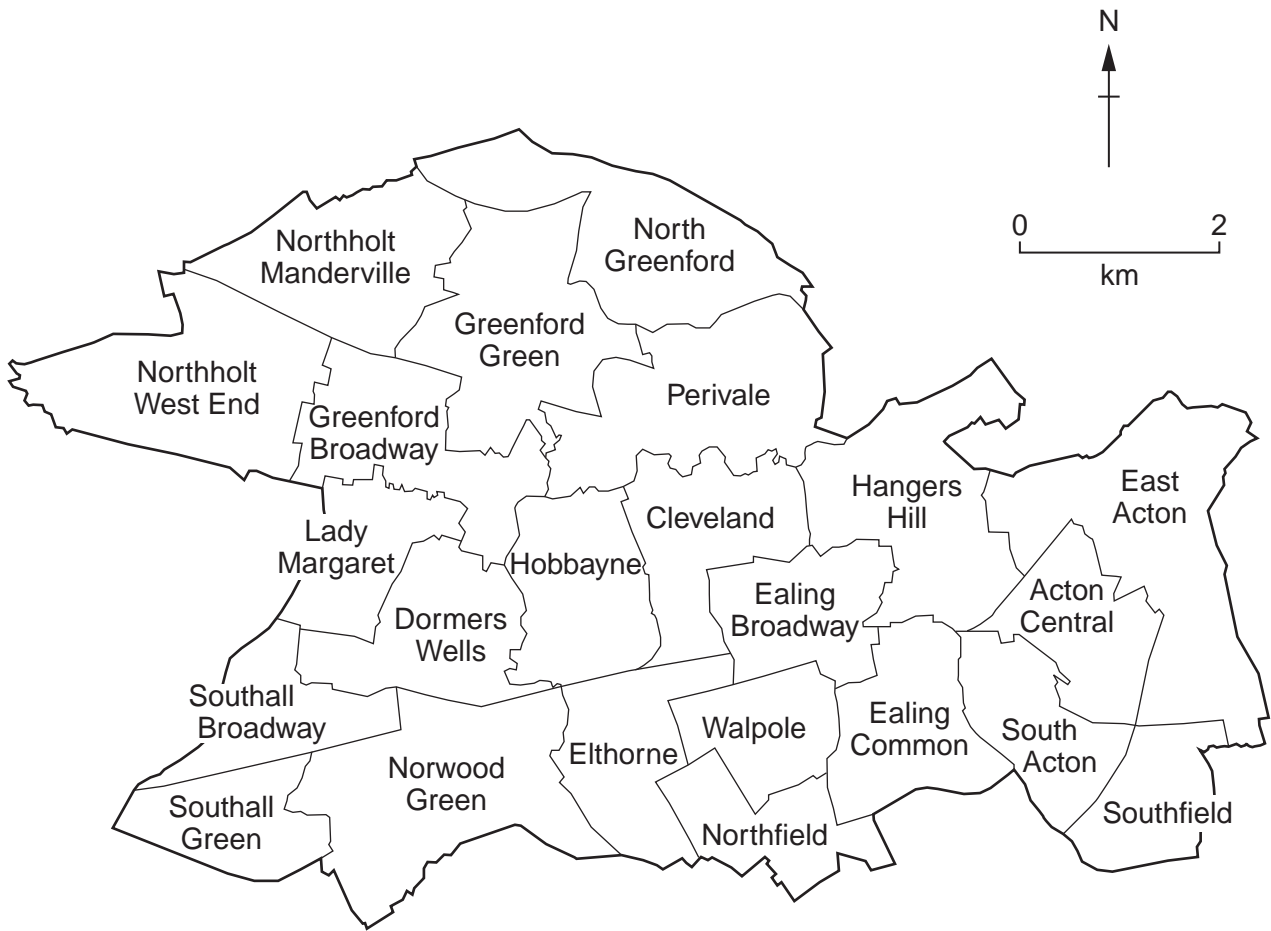 N
0 2
km
Northholt
Manderville
North
Greenford
Greenford
Green
Northholt
West End
Greenford
Broadway
Perivale
Hangers
Hill
East
Acton
Lady
Margaret
Cleveland
Hobbayne
Ealing
Broadway
Acton
Central
Dormers
Wells
Southall
Broadway
Walpole
Ealing
Common
South
Acton
Elthorne
Norwood
Green
Southall
Green
Northfield
Southfield